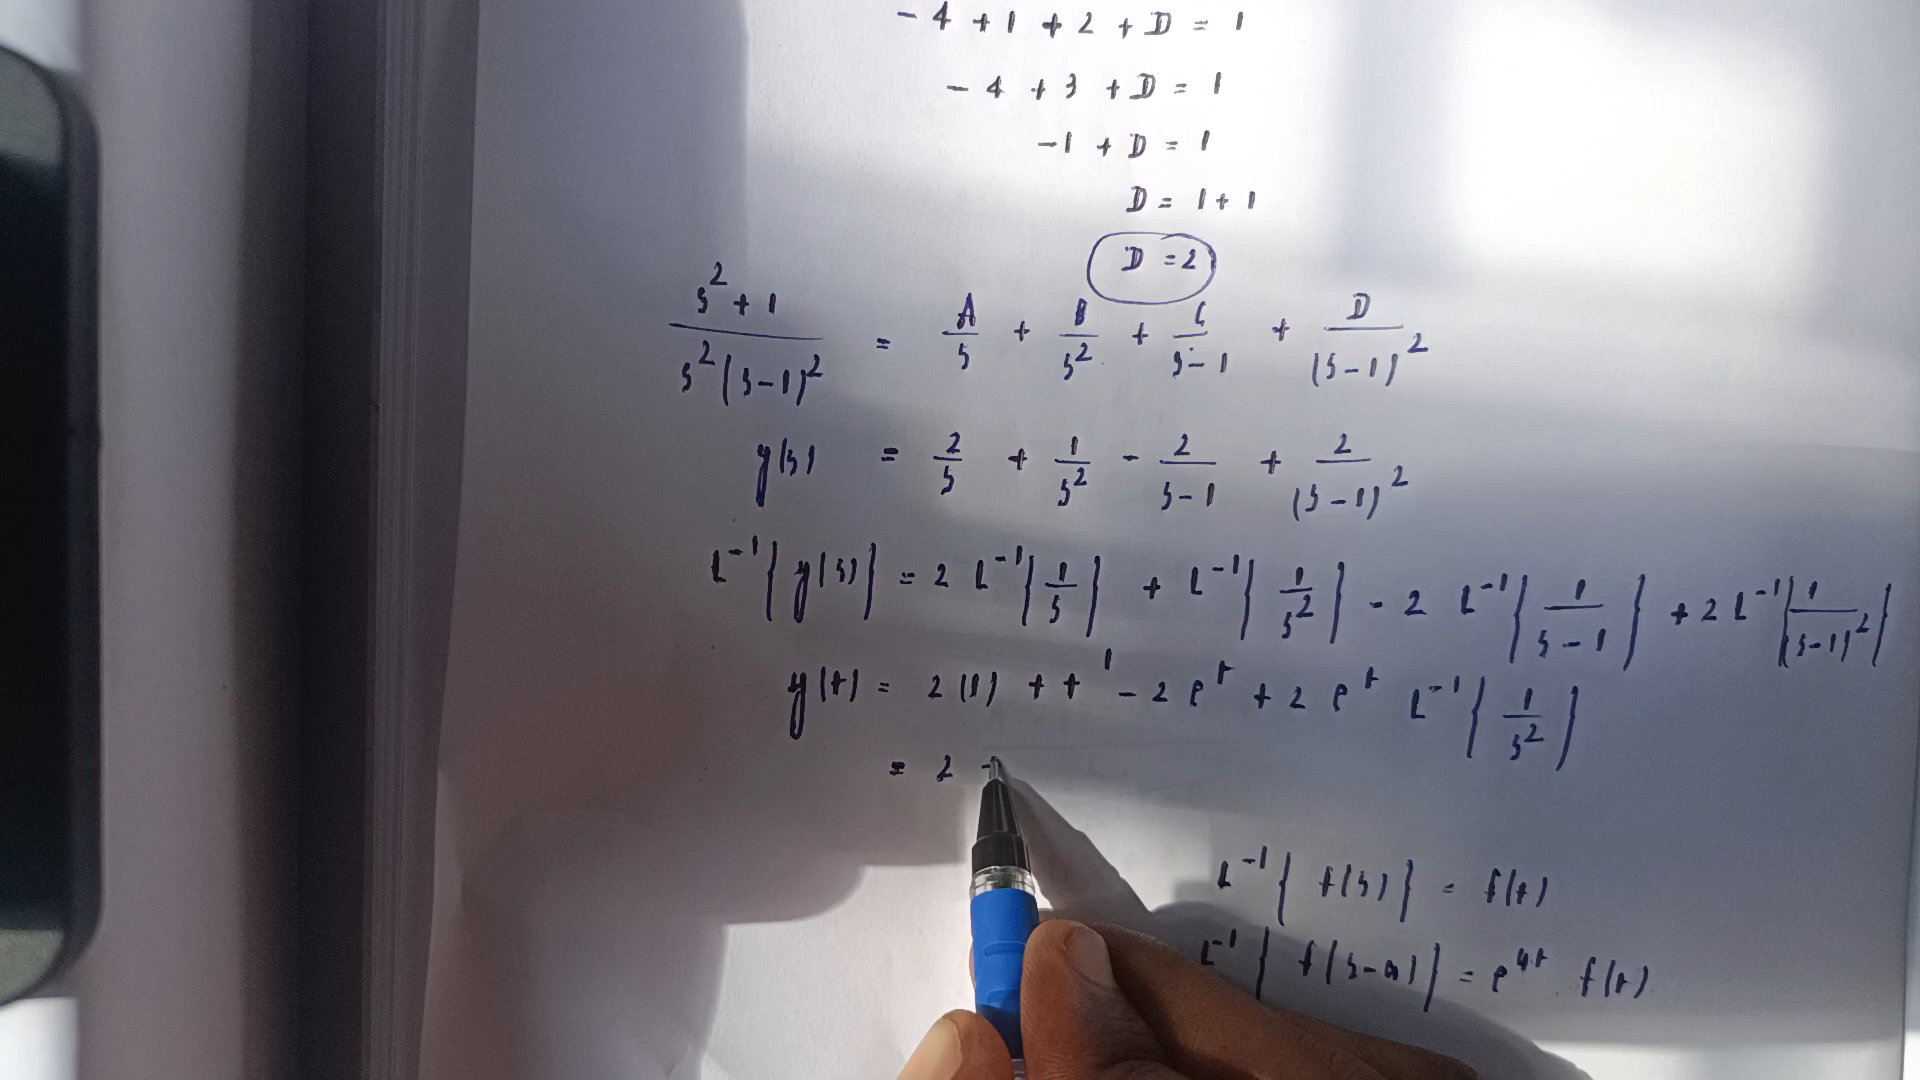 - 4 + 1 + 2 + D = 1
- 4 + 3 + D = 1
-1 + D = 1
D = 1 + 1
D = 2
s² + 1 / s²(s-1)² = A/s + B/s² + C/s-1 + D/(s-1)²
y(s) = 2/s + 1/s² - 2/s-1 + 2/(s-1)²
L⁻¹{y(s)} = 2 L⁻¹{1/s} + L⁻¹{1/s²} - 2 L⁻¹{1/s-1} + 2 L⁻¹{1/(s-1)²}
y(t) = 2(1) + t¹ - 2 e^t + 2 e^t L⁻¹{1/s²}
= 2 +
L⁻¹{f(s)} = f(t)
L⁻¹{f(s-a)} = e^at f(t)